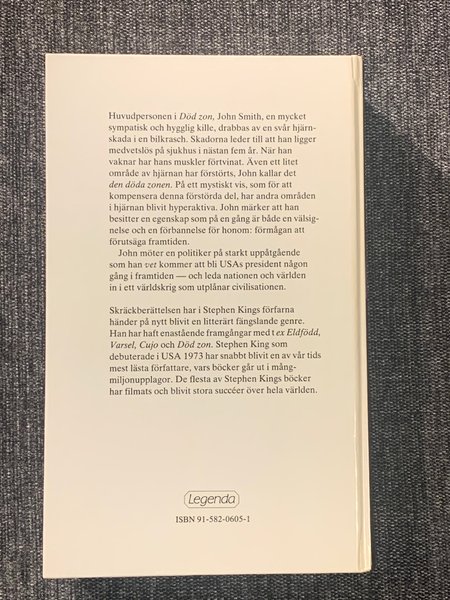 Huvudpersonen i Död zon, John Smith, en mycket
sympatisk och hygglig kille, drabbas av en svår hjärn-
skada i en bilkrasch. Skadorna leder till att han ligger
medvetslös på sjukhus i nästan fem år. När han
vaknar har hans muskler förtvinat. Även ett litet
område av hjärnan har förstörts, John kallar det
den döda zonen. På ett mystiskt vis, som för att
kompensera denna förstörda del, har andra områden
i hjärnan blivit hyperaktiva. John märker att han
besitter en egenskap som på en gång är både en välsig-
nelse och en förbannelse för honom: förmågan att
förutsäga framtiden.
John möter en politiker på starkt uppåtgående
som han vet kommer att bli USAs president någon
gång i framtiden — och leda nationen och världen
in i ett världskrig som utplånar civilisationen.
Skräckberättelsen har i Stephen Kings förfarna
händer på nytt blivit en litterärt fängslande genre.
Han har haft enastående framgångar med t ex Eldfödd,
Varsel, Cujo och Död zon. Stephen King som
debuterade i USA 1973 har snabbt blivit en av vår tids
mest lästa författare, vars böcker går ut i mång-
miljonupplagor. De flesta av Stephen Kings böcker
har filmats och blivit stora succéer över hela världen.
Legenda
ISBN 91-582-0605-1